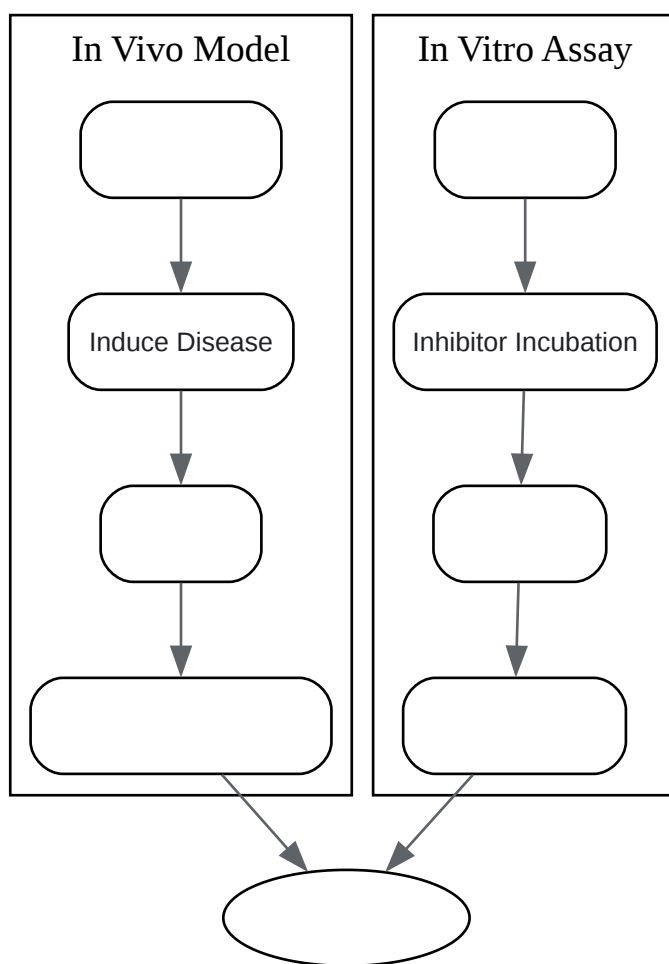 In Vivo Model
In Vitro Assay
Induce Disease
Inhibitor Incubation